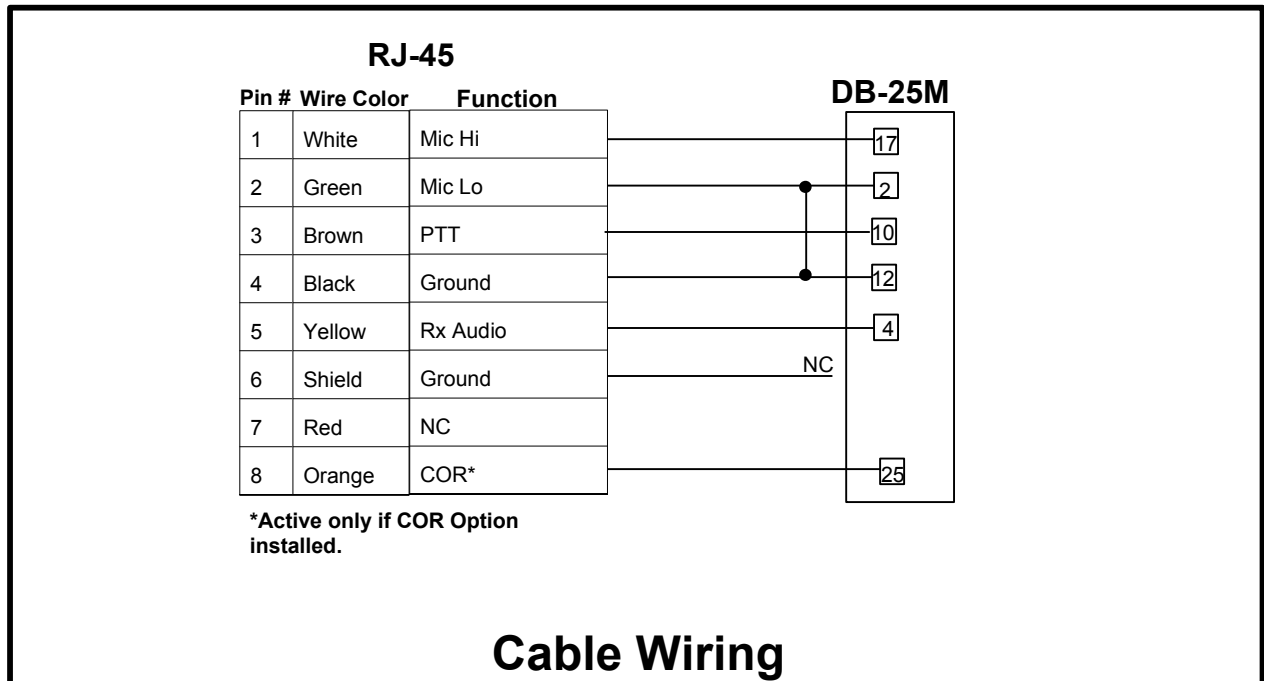 RJ-45
DB-25M
Pin # Wire Color Function
1 White Mic Hi 17
2 Green Mic Lo 2
3 Brown PTT 10
4 Black Ground 12
5 Yellow Rx Audio 4
6 Shield Ground NC
7 Red NC
8 Orange COR* 25
*Active only if COR Option
installed.
Cable Wiring